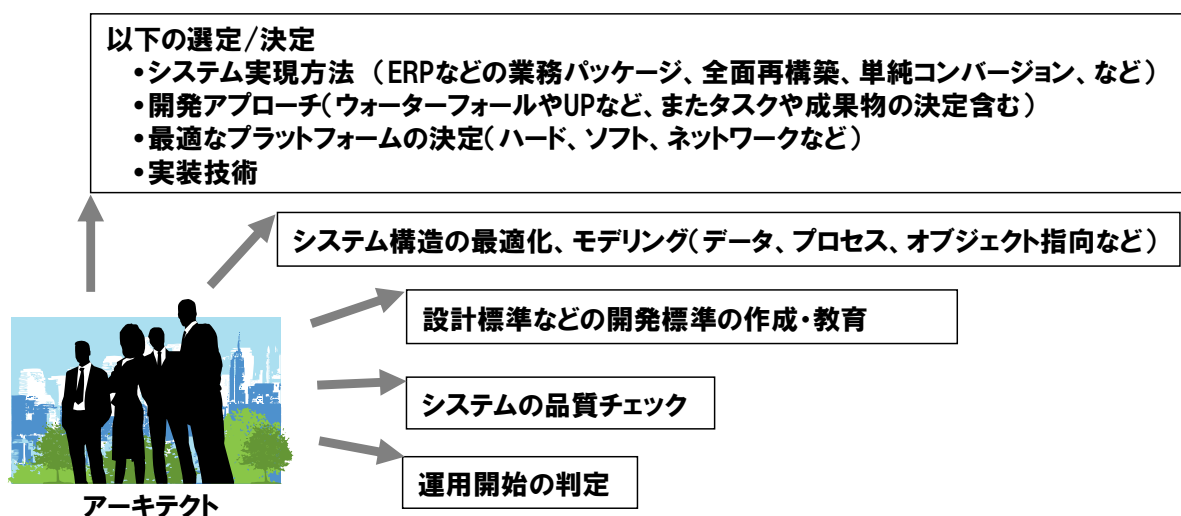 以下の選定/決定
•システム実現方法 （ERPなどの業務パッケージ、全面再構築、単純コンバージョン、など）
•開発アプローチ（ウォーターフォールやUPなど、またタスクや成果物の決定含む）
•最適なプラットフォームの決定（ハード、ソフト、ネットワークなど）
•実装技術
システム構造の最適化、モデリング（データ、プロセス、オブジェクト指向など）
設計標準などの開発標準の作成・教育
システムの品質チェック
運用開始の判定
アーキテクト